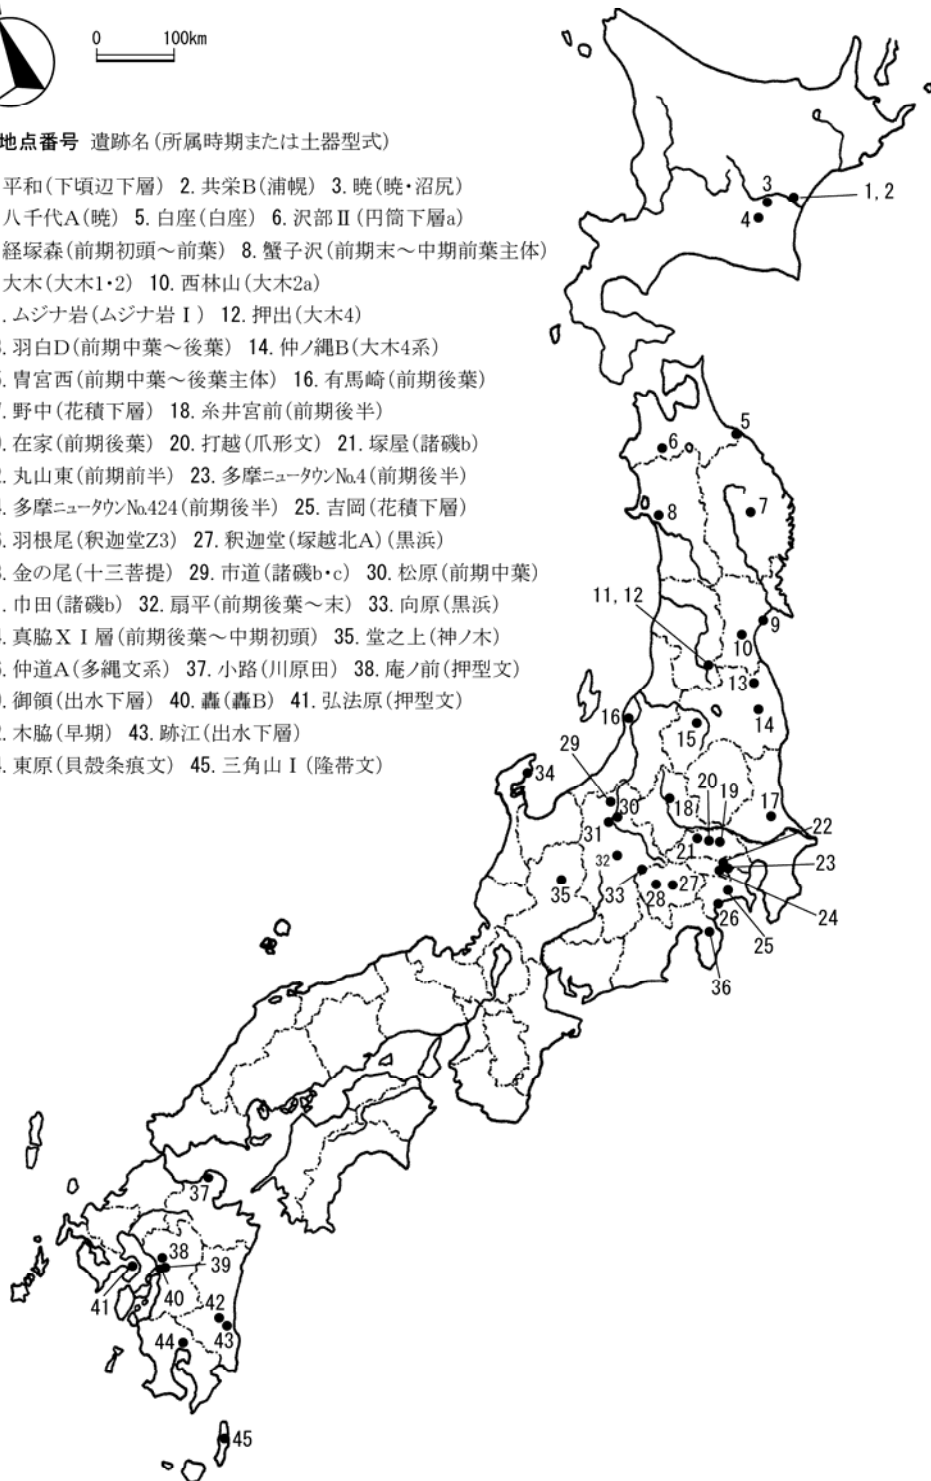 0 100km
地点番号 遺跡名(所属時期または土器型式)
平和(下頃辺下層) 2. 共栄B(浦幌) 3. 暁(暁・沼尻)
八千代A(暁) 5. 白座(白座) 6. 沢部Ⅱ(円筒下層a)
経塚森(前期初頭～前葉) 8. 蟹子沢(前期末～中期前葉主体)
大木(大木1・2) 10. 西林山(大木2a)
. ムジナ岩(ムジナ岩Ⅰ) 12. 押出(大木4)
. 羽白D(前期中葉～後葉) 14. 仲ノ縄B(大木4系)
. 冑宮西(前期中葉～後葉主体) 16. 有馬崎(前期後葉)
. 野中(花積下層) 18. 糸井宮前(前期後半)
. 在家(前期後葉) 20. 打越(爪形文) 21. 塚屋(諸磯b)
. 丸山東(前期前半) 23. 多摩ニュータウン№4(前期後半)
. 多摩ニュータウン№424(前期後半) 25. 吉岡(花積下層)
. 羽根尾(釈迦堂Z3) 27. 釈迦堂(塚越北A)(黒浜)
. 金の尾(十三菩提) 29. 市道(諸磯b・c) 30. 松原(前期中葉)
. 巾田(諸磯b) 32. 扇平(前期後葉～末) 33. 向原(黒浜)
. 真脇ⅩⅠ層(前期後葉～中期初頭) 35. 堂之上(神ノ木)
. 仲道A(多縄文系) 37. 小路(川原田) 38. 庵ノ前(押型文)
. 御領(出水下層) 40. 轟(轟B) 41. 弘法原(押型文)
. 木脇(早期) 43. 跡江(出水下層)
. 東原(貝殻条痕文) 45. 三角山Ⅰ(隆帯文)
3
1, 2
4
5
6
7
8
11, 12
9
10
13
14
16
15
29
34
20
19
17
30
18
22
31
21
23
32
35
33
28
27
24
26
25
36
37
38
39
41
40
42
44
43
45